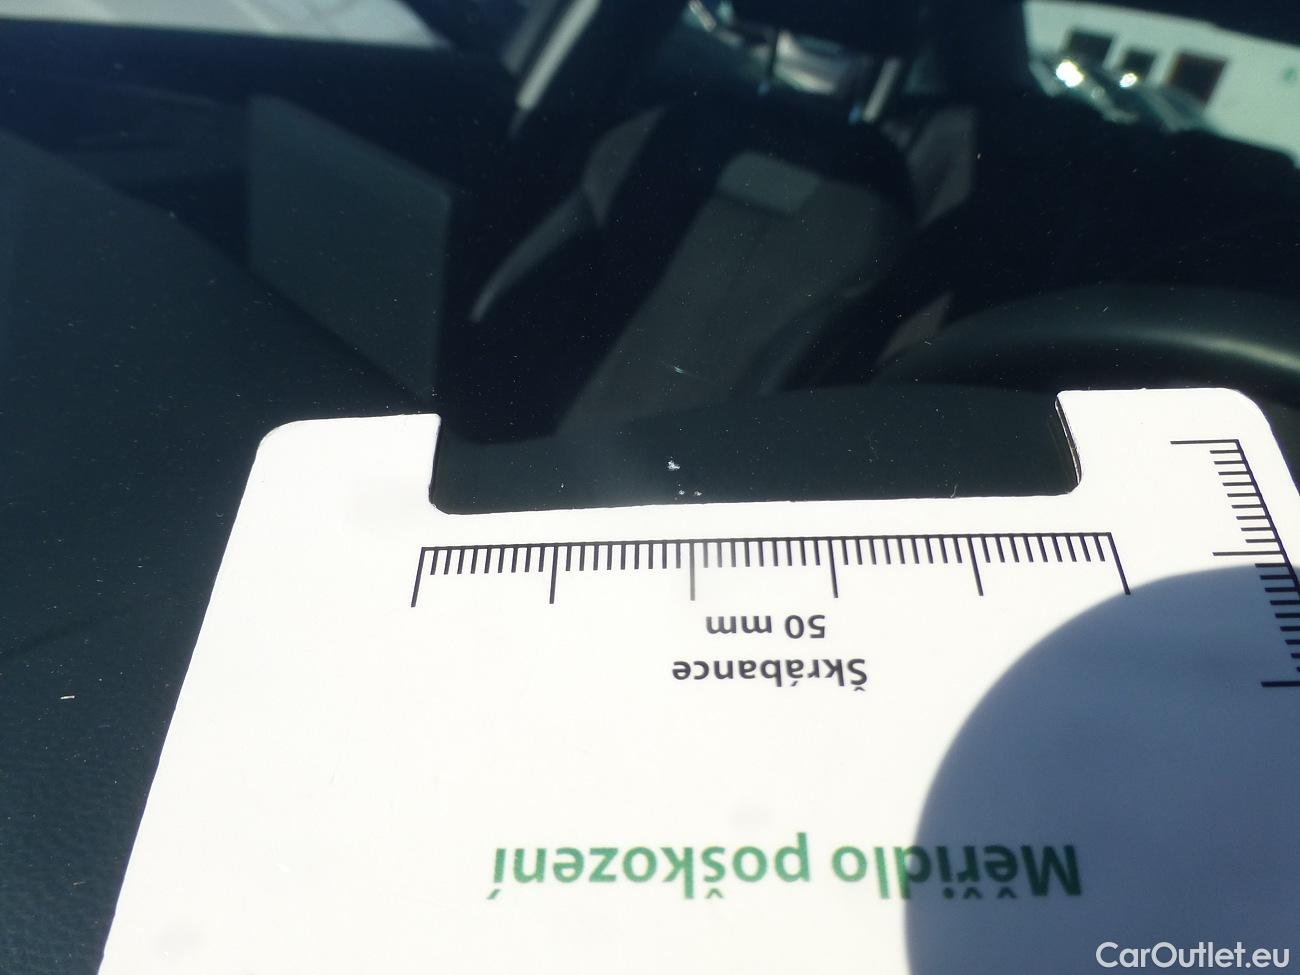 50 mm
Škrábance
Měřidlo poškození
CarOutlet.eu